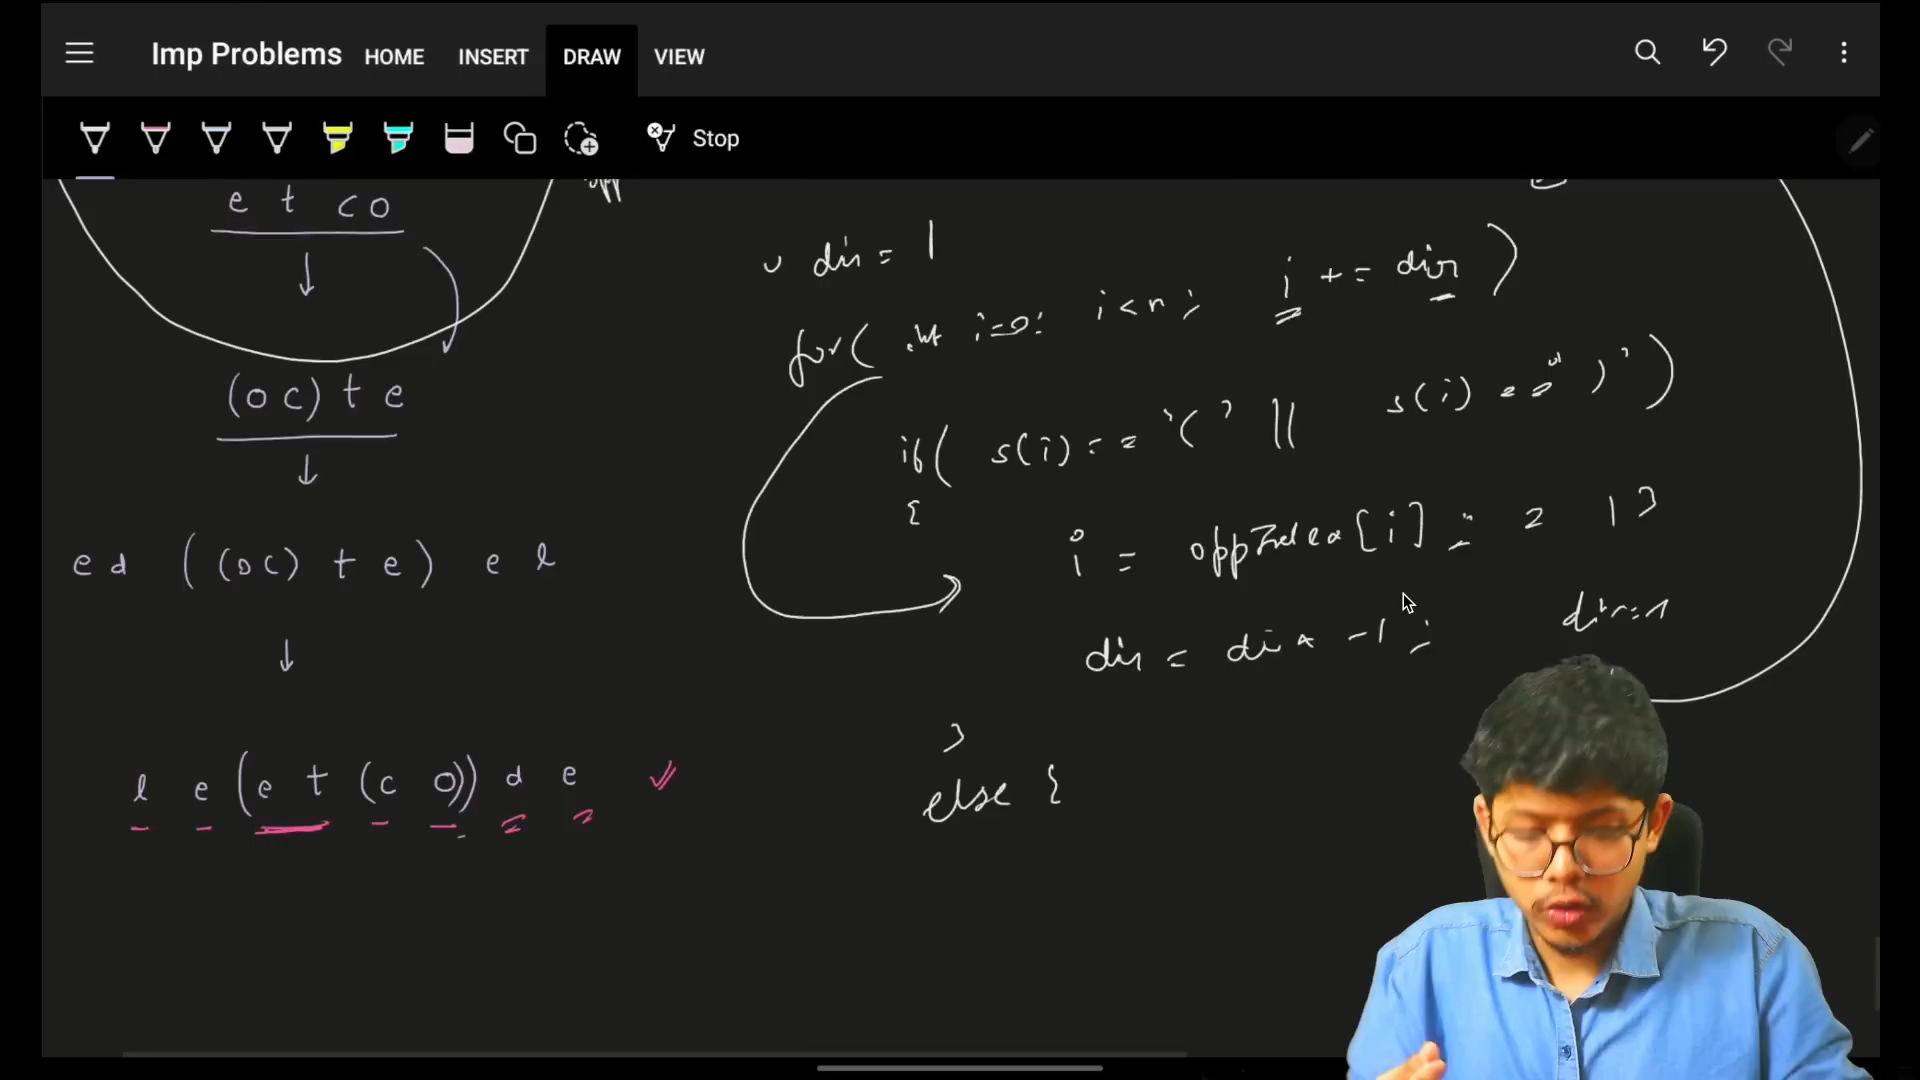 Imp Problems HOME INSERT DRAW VIEW
Stop
e t c o
(o c) t e
e d ((o c) t e) e l
l e (e t (c o)) d e
dir = 1
for( int i=0; i<n; i += dir )
if( s(i) == '(' || s(i) == ')' )
{
i = oppIndex[i]; = 13
dir = dir * -1; dir=-1
}
else {